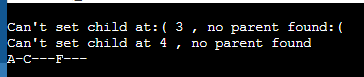 Can't set child at:( 3 , no parent found:(
Can't set child at 4 , no parent found
A-C---F---